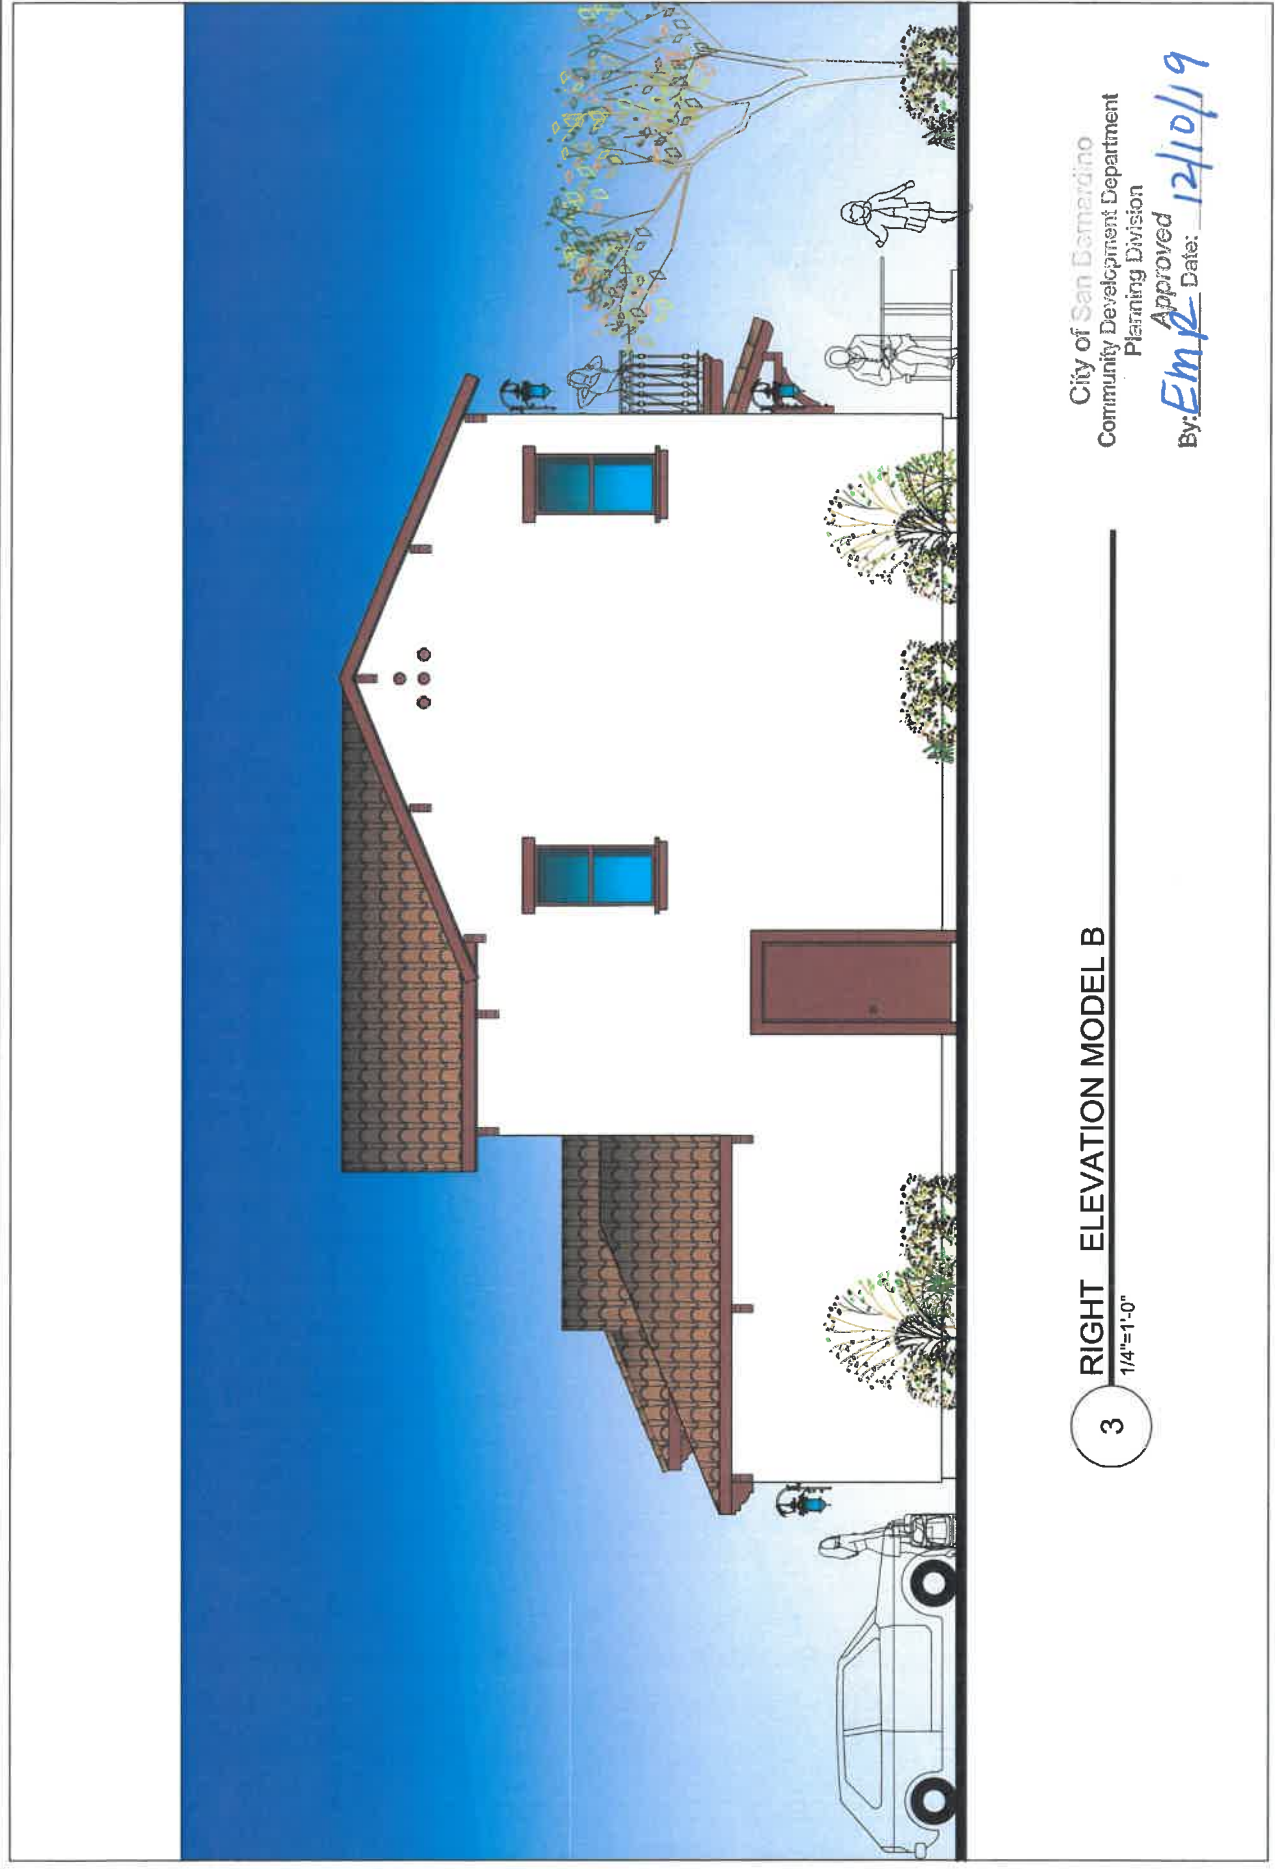 City of San Bernardino
Community Development Department
Planning Division
Approved
By: EMR Date: 12/10/19
3
RIGHT ELEVATION MODEL B
1/4"=1'-0"